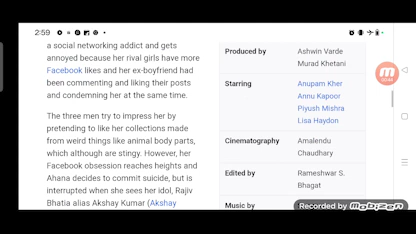 2:59
a social networking addict and gets
annoyed because her rival girls have more
Facebook likes and her ex-boyfriend had
been commenting and liking their posts
and condemning her at the same time.
The three men try to impress her by
pretending to like her collections made
from weird things like animal body parts,
which although are stingy. However, her
Facebook obsession reaches heights and
Ahana decides to commit suicide, but is
interrupted when she sees her idol, Rajiv
Bhatia alias Akshay Kumar (Akshay
Produced by
Ashwin Varde
Murad Khetani
Starring
Anupam Kher
Annu Kapoor
Piyush Mishra
Lisa Haydon
Cinematography
Amalendu
Chaudhary
Edited by
Rameshwar S.
Bhagat
Music by
Recorded by Mobizen